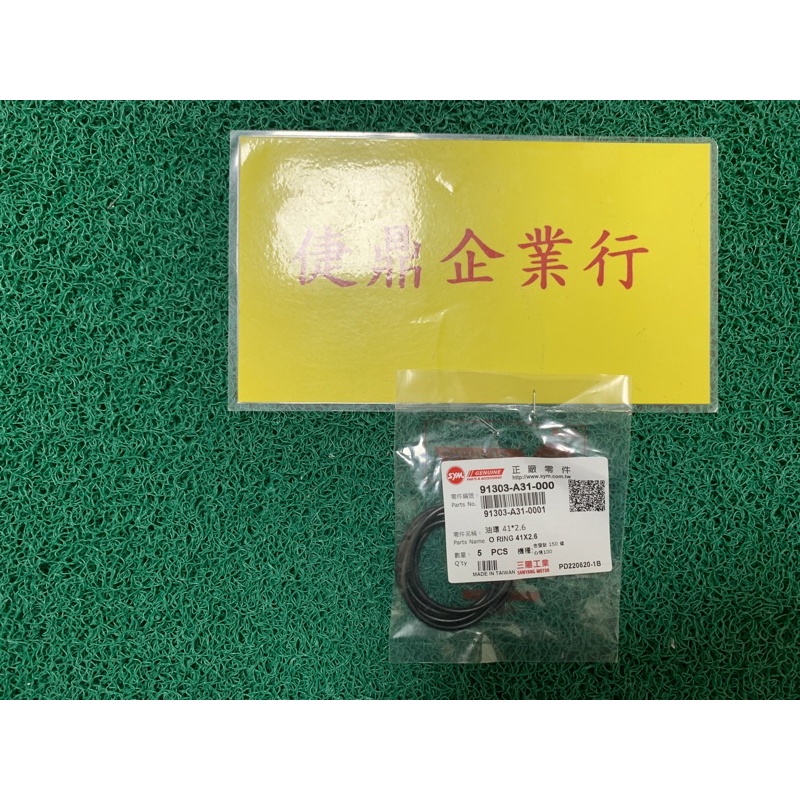 倢鼎企業行
SYM GENUINE 正廠零件
http://www.sym.com.tw
零件編號 91303-A31-000
Parts No.
91303-A31-0001
零件名稱: 油環 41*2.6
Parts Name O RING 41X2.6
數量: 5 PCS 機種:
Q'ty
MADE IN TAIWAN 三陽工業 PD220620-1B
SANYANG MOTOR